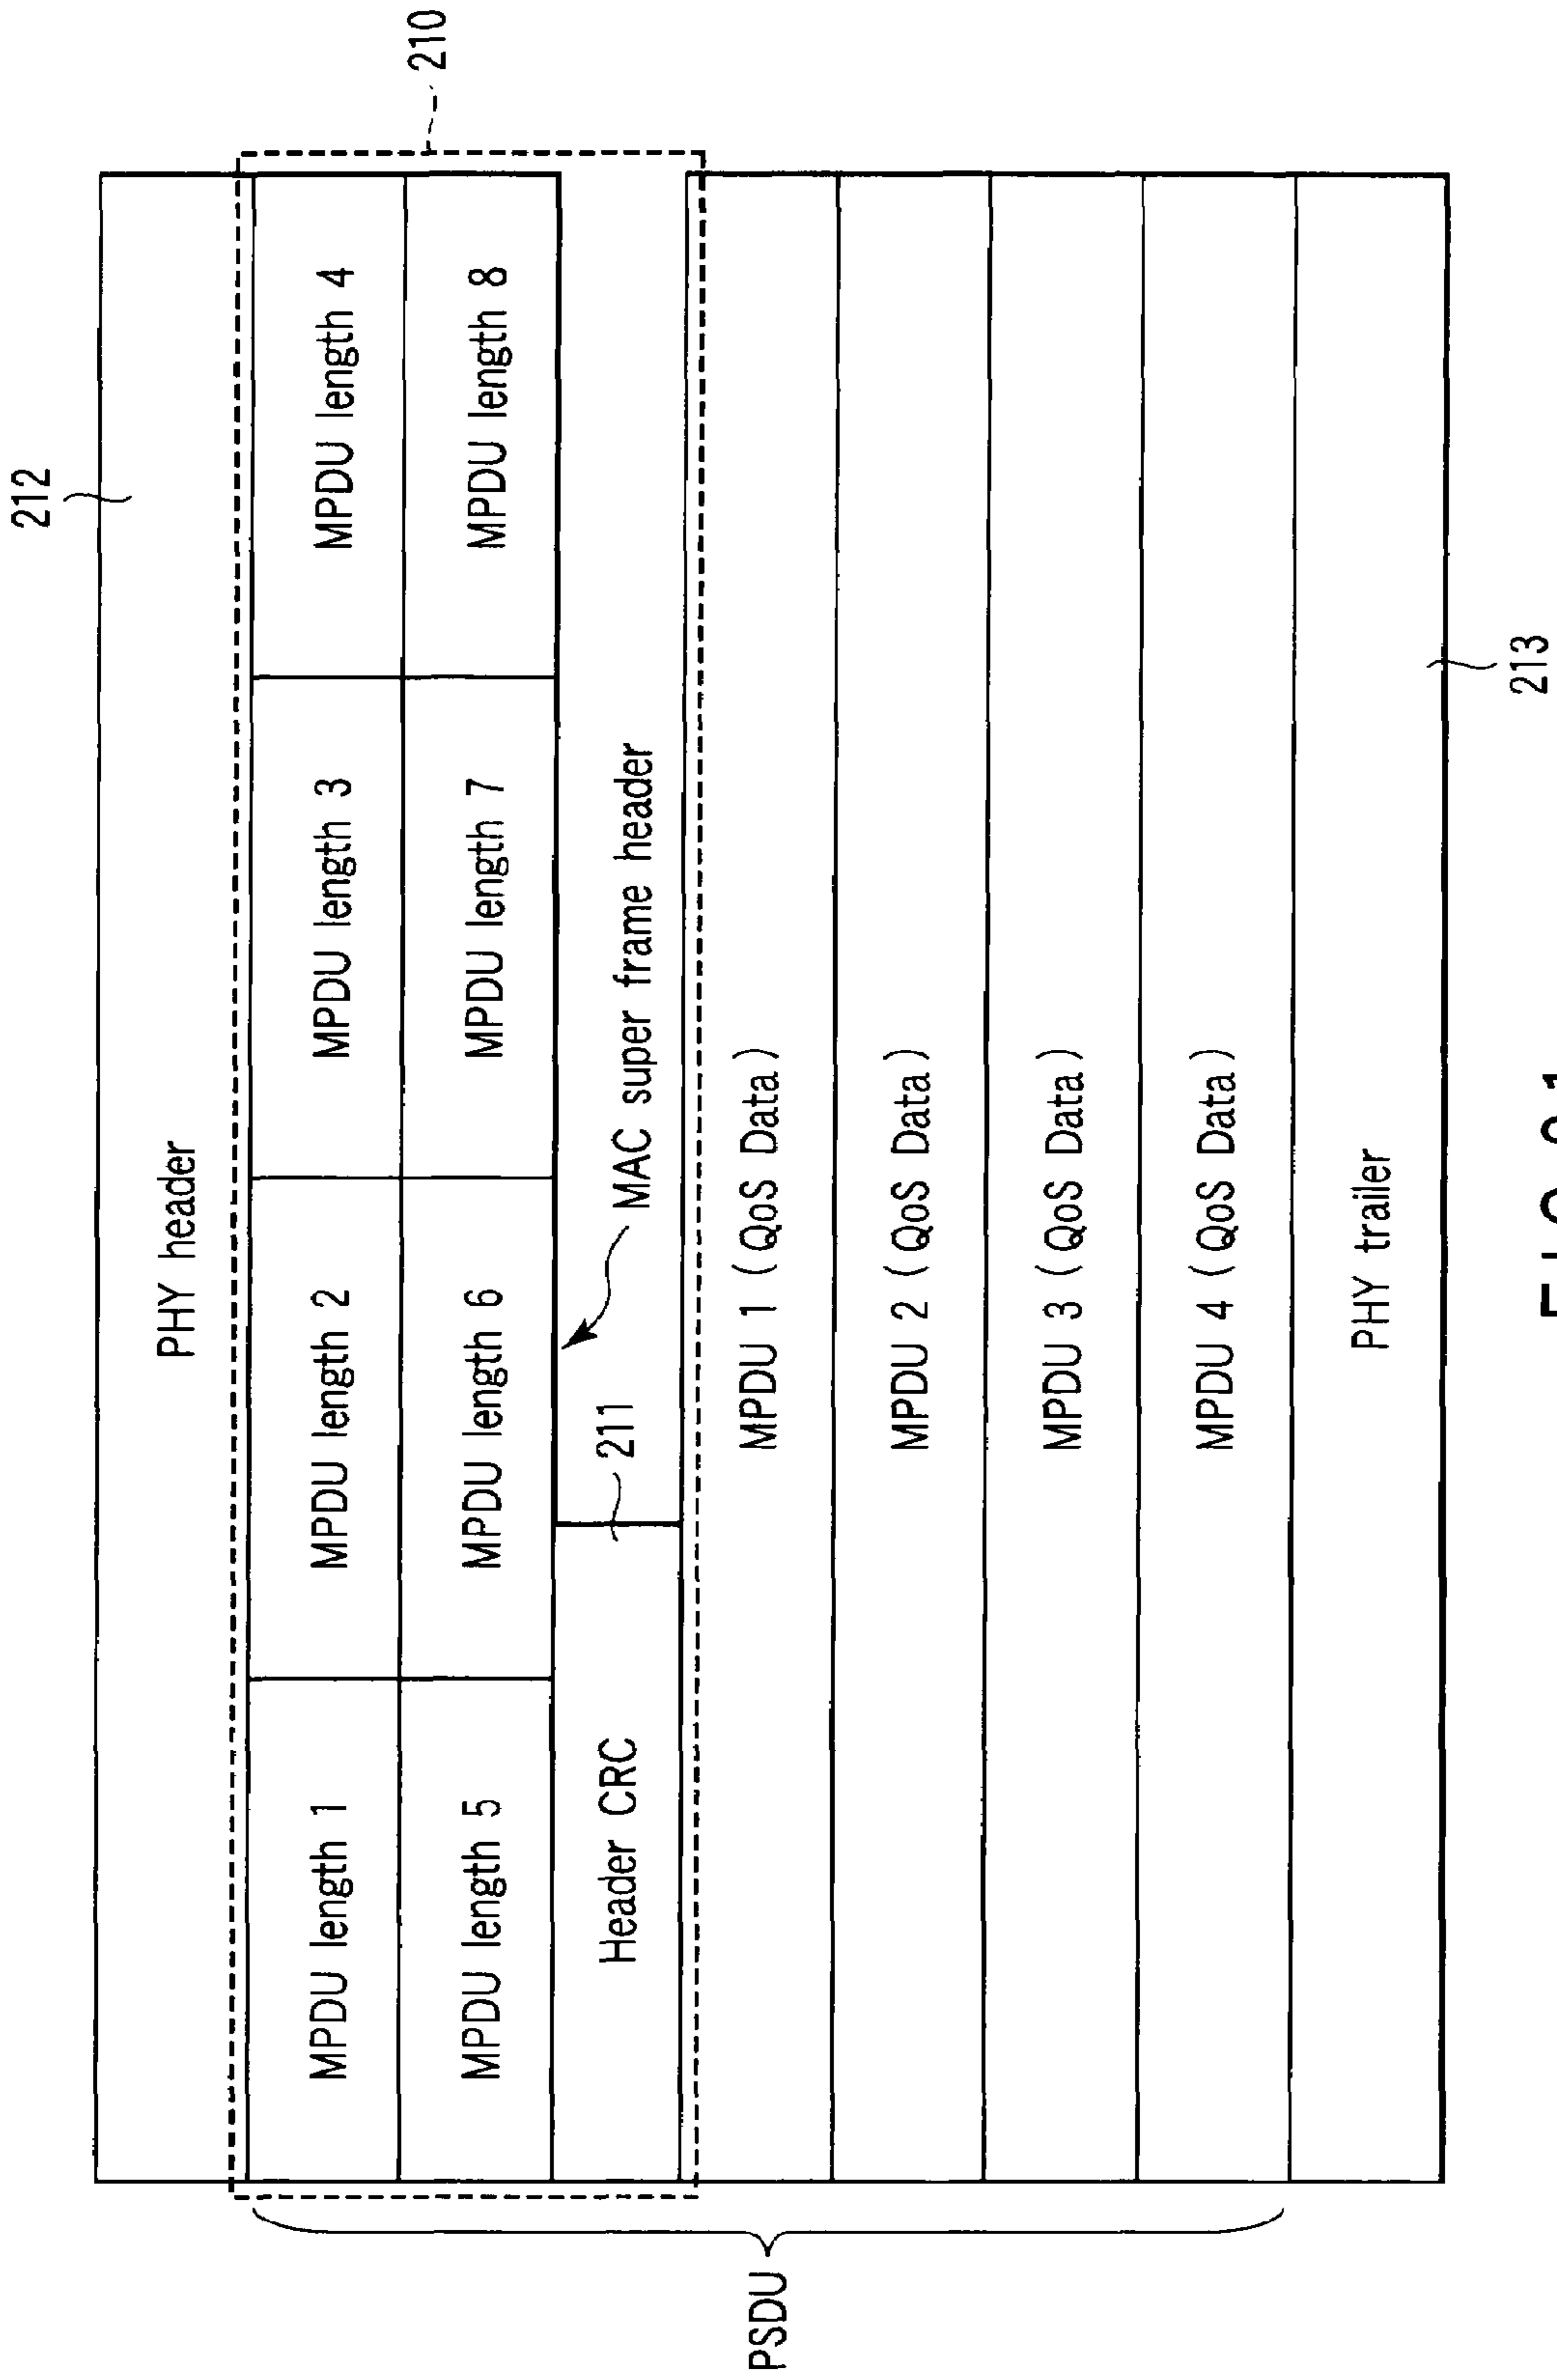 212
PHY header
210
MPDU length 1
MPDU length 2
MPDU length 3
MPDU length 4
MPDU length 5
MPDU length 6
MPDU length 7
MPDU length 8
Header CRC
211
MAC super frame header
PSDU
MPDU 1 (QoS Data)
MPDU 2 (QoS Data)
MPDU 3 (QoS Data)
MPDU 4 (QoS Data)
PHY trailer
213